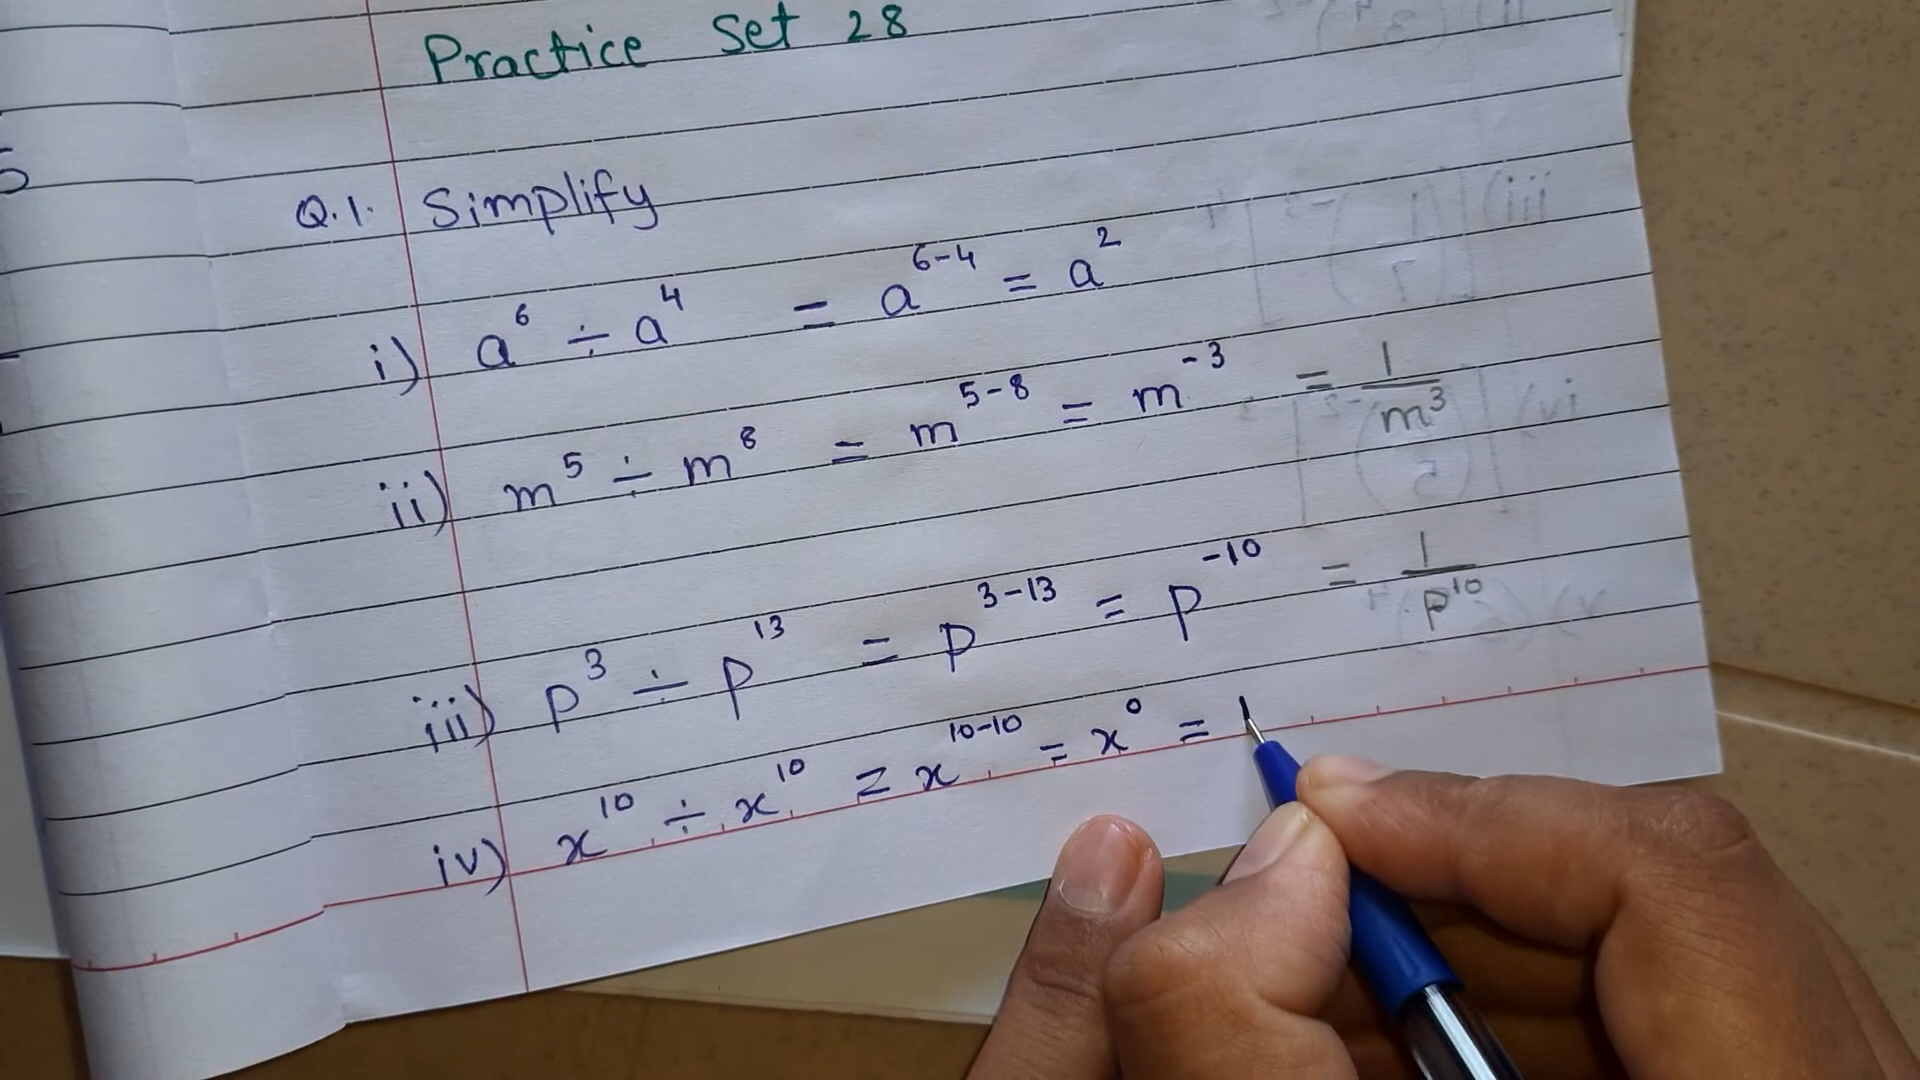 Practice Set 28
Q.1. Simplify
i) a⁶ ÷ a⁴ = a⁶⁻⁴ = a²
ii) m⁵ ÷ m⁸ = m⁵⁻⁸ = m⁻³ = 1/m³
iii) p³ ÷ p¹³ = p³⁻¹³ = p⁻¹⁰ = 1/p¹⁰
iv) x¹⁰ ÷ x¹⁰ = x¹⁰⁻¹⁰ = x⁰ = 1